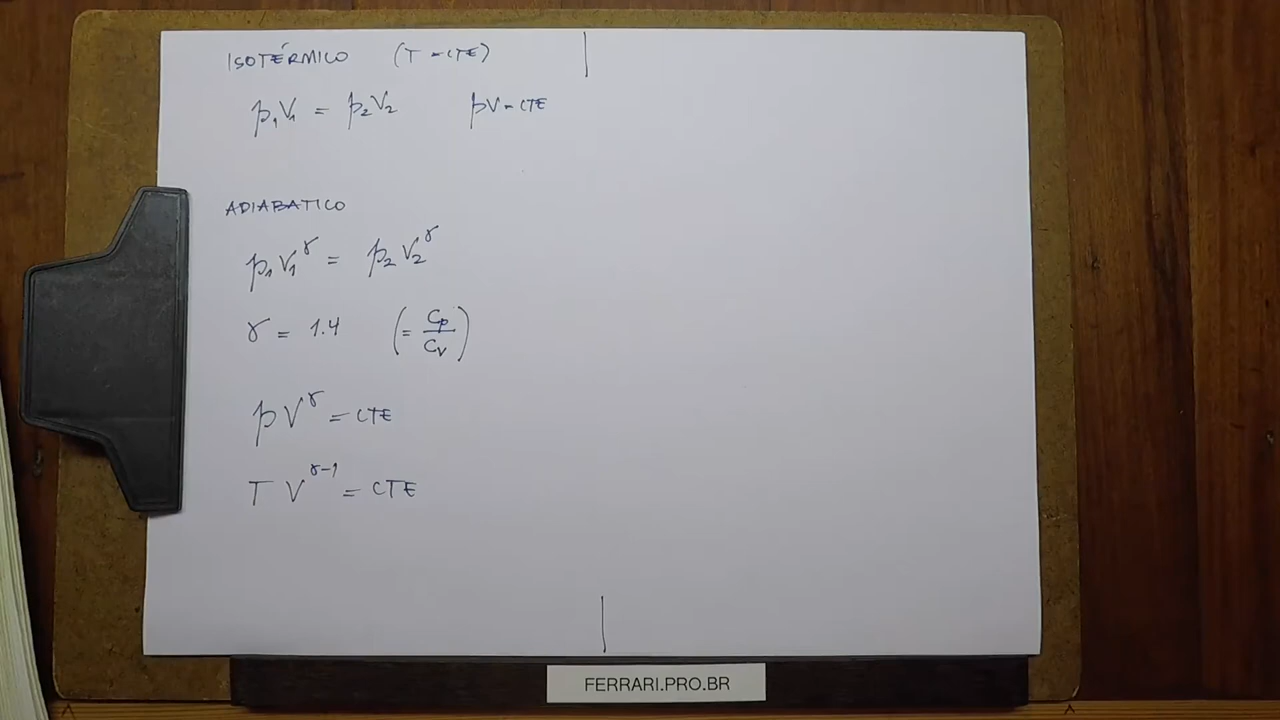 ISOTÉRMICO (T = CTE)
p₁V₁ = p₂V₂ pV = CTE
ADIABATICO
p₁V₁^γ = p₂V₂^γ
γ = 1.4 (= Cp/Cv)
pV^γ = CTE
TV^γ-1 = CTE
FERRARI.PRO.BR